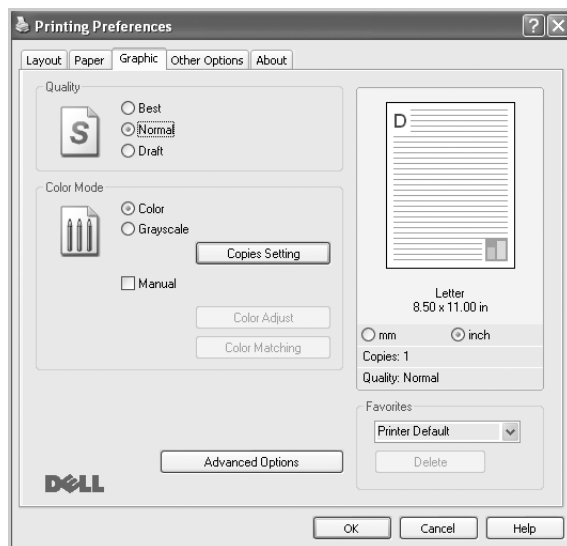 Printing Preferences
Layout Paper Graphic Other Options About
Quality
S
Best
Normal
Draft
Color Mode
Color
Grayscale
Copies Setting
Manual
Color Adjust
Color Matching
Advanced Options
DELL
D
Letter
8.50 x 11.00 in
mm inch
Copies: 1
Quality: Normal
Favorites
Printer Default
Delete
OK Cancel Help